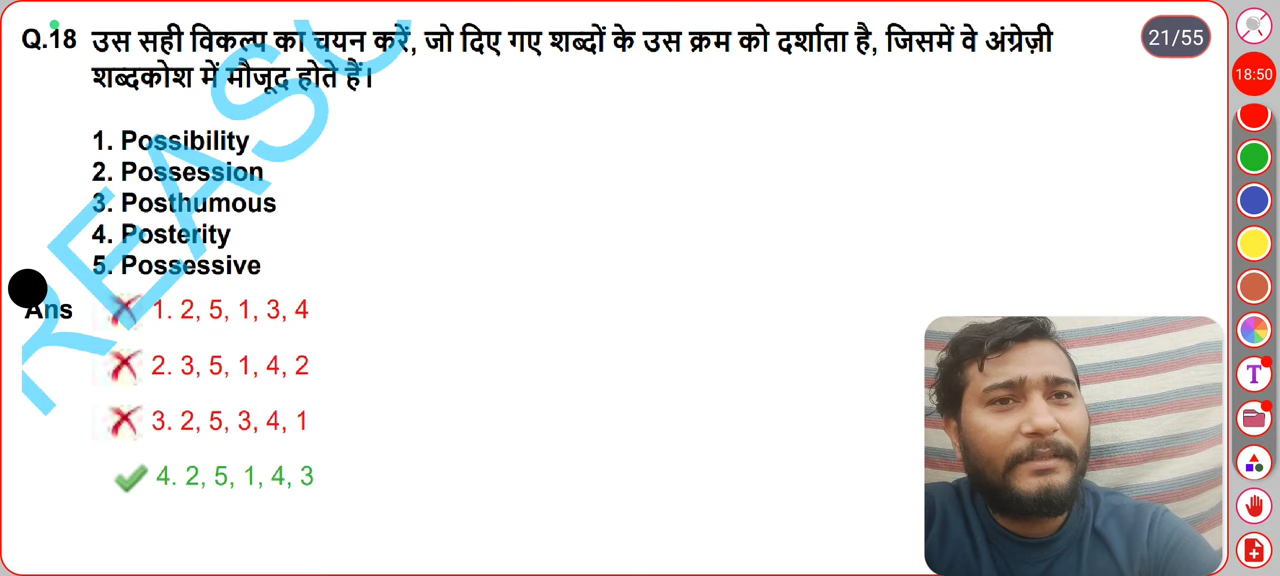 Q.18 उस सही विकल्प का चयन करें, जो दिए गए शब्दों के उस क्रम को दर्शाता है, जिसमें वे अंग्रेज़ी
शब्दकोश में मौजूद होते हैं।
21/55
18:50
1. Possibility
2. Possession
3. Posthumous
4. Posterity
5. Possessive
Ans
1. 2, 5, 1, 3, 4
2. 3, 5, 1, 4, 2
3. 2, 5, 3, 4, 1
4. 2, 5, 1, 4, 3
REASO
T